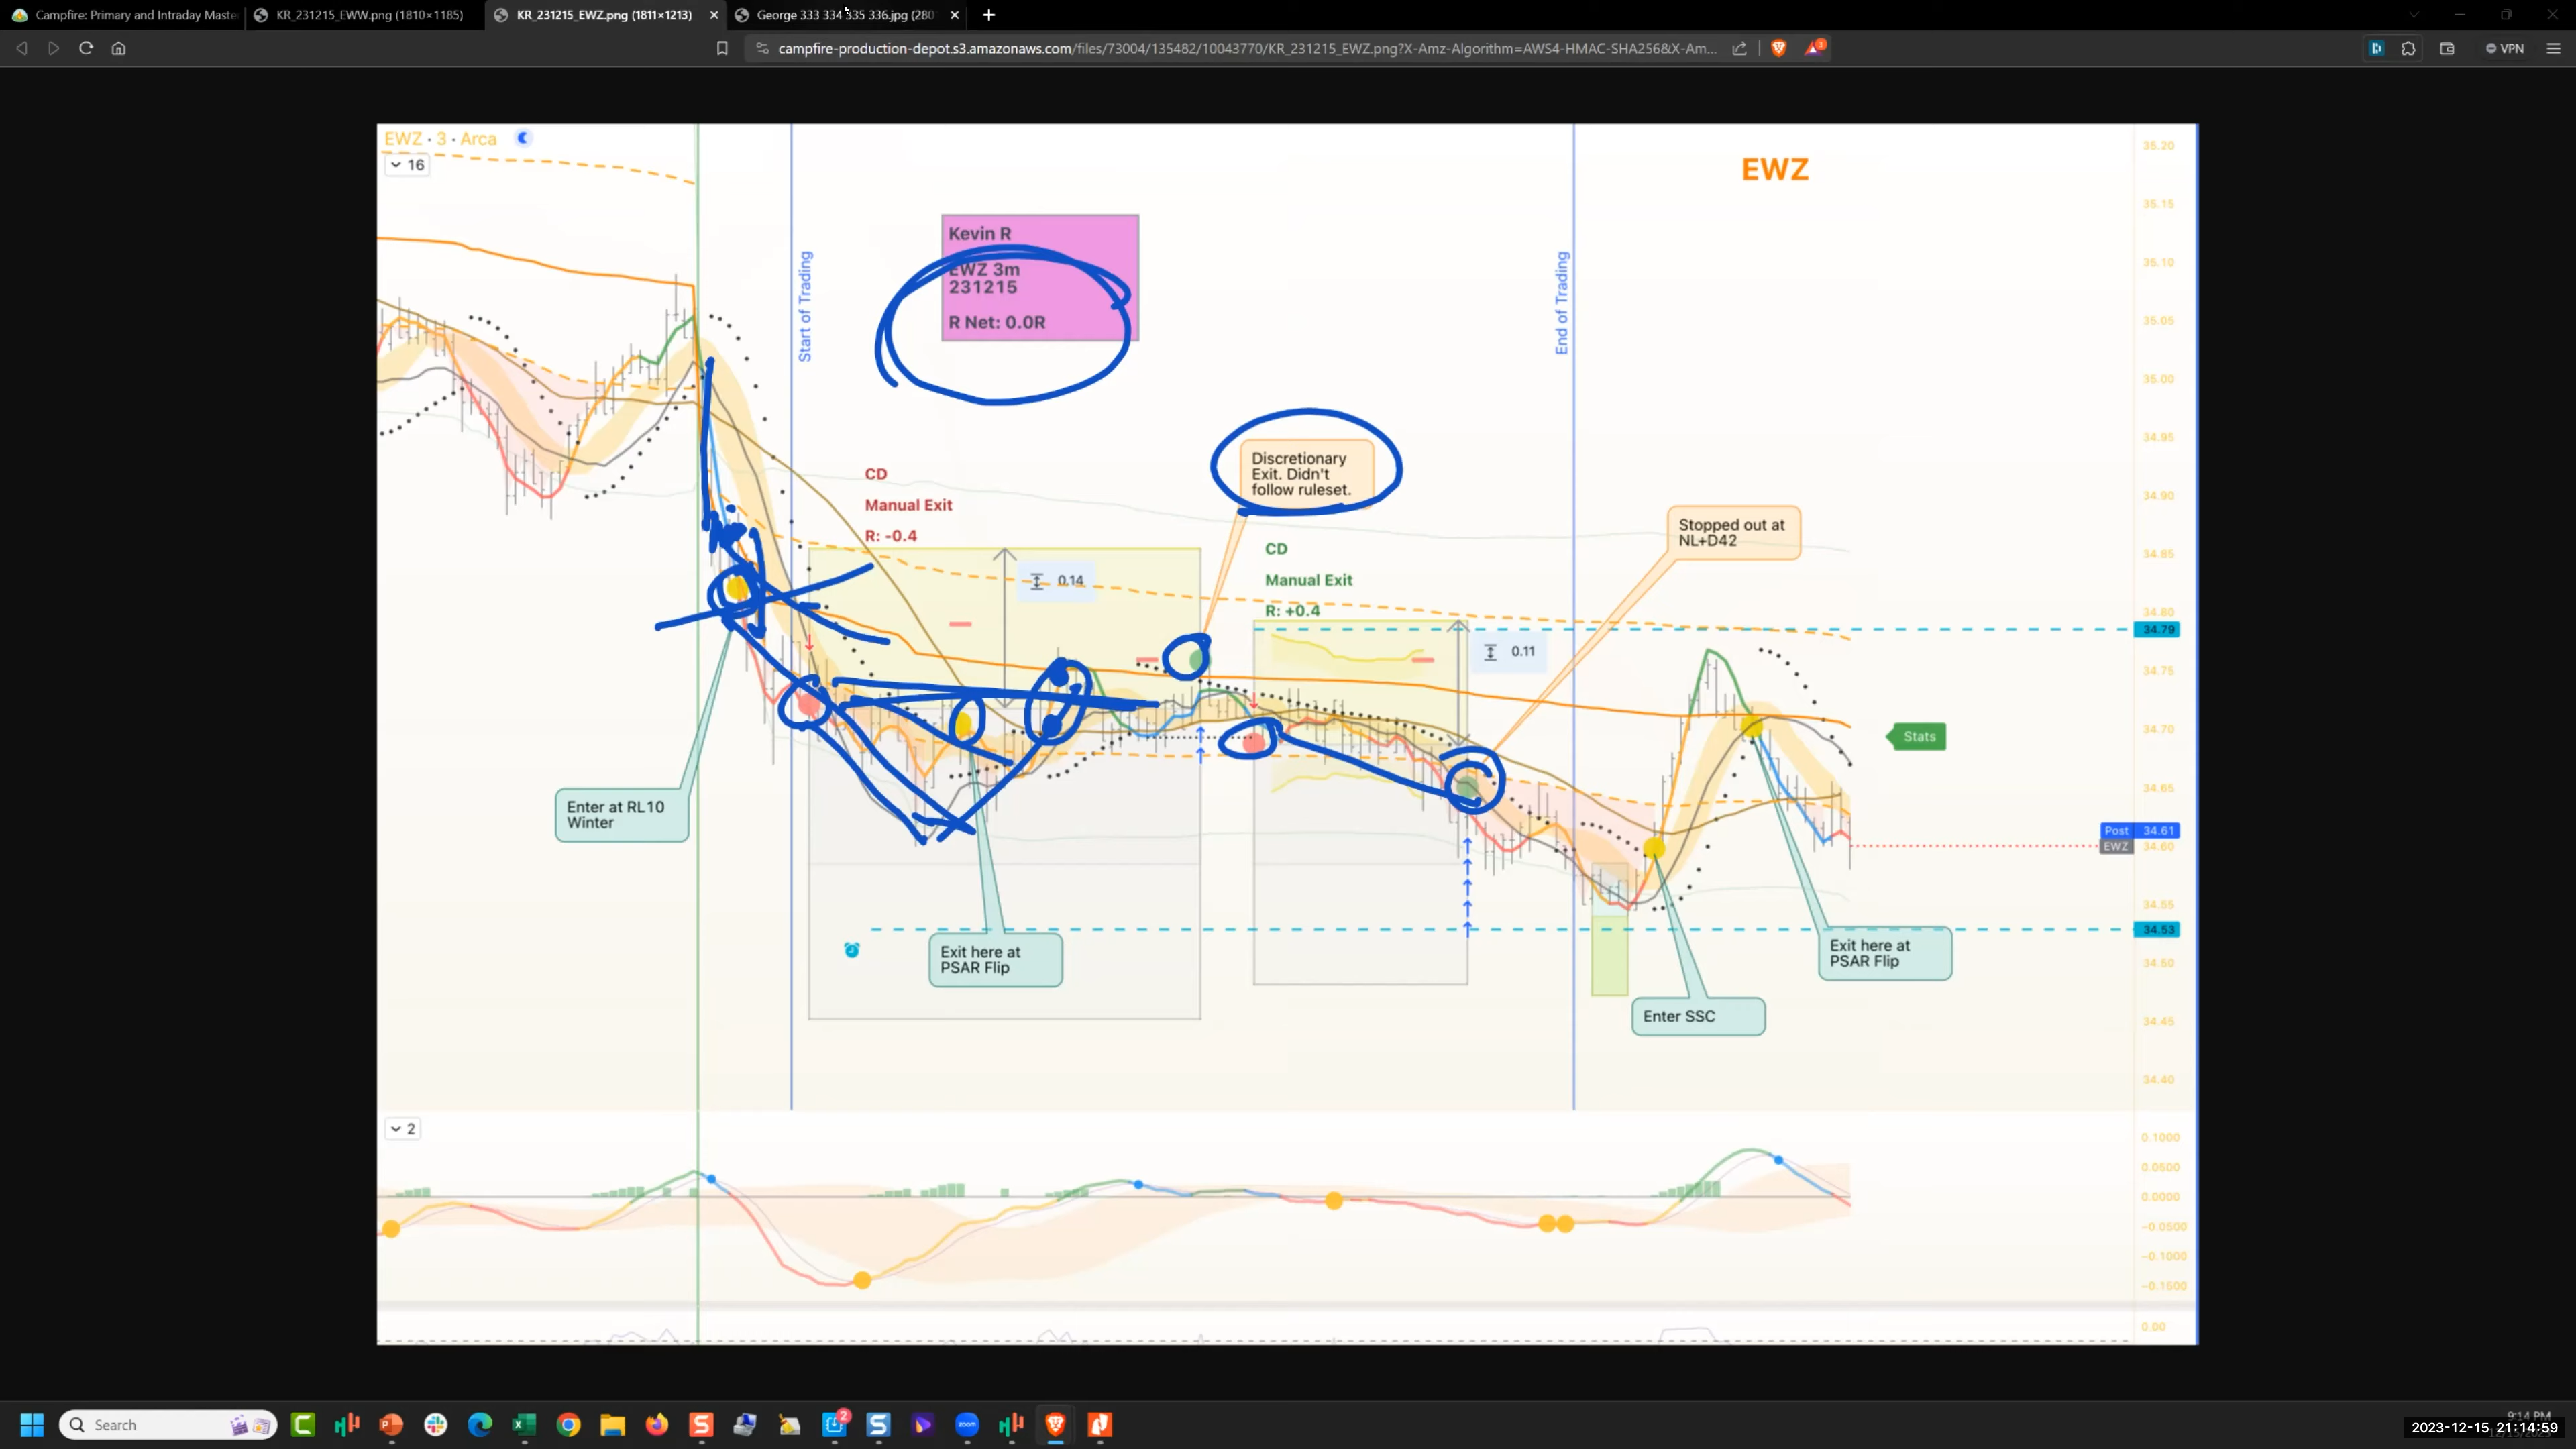 Campfire: Primary and Intraday Maste
KR_231215_EWW.png (1810×1185)
KR_231215_EWZ.png (1811×1213)
George 333 334 335 336.jpg (280
campfire-production-depot.s3.amazonaws.com/files/73004/135482/10043770/KR_231215_EWZ.png?X-Amz-Algorithm=AWS4-HMAC-SHA256&X-Am...
VPN
EWZ · 3 · Arca
16
EWZ
Kevin R
EWZ 3m
231215
R Net: 0.0R
Start of Trading
End of Trading
CD
Manual Exit
R: -0.4
0.14
Discretionary
Exit. Didn't
follow ruleset.
CD
Manual Exit
R: +0.4
0.11
Stopped out at
NL+D42
Enter at RL10
Winter
Exit here at
PSAR Flip
Enter SSC
Exit here at
PSAR Flip
Stats
35.20
35.15
35.10
35.05
35.00
34.95
34.90
34.85
34.80
34.79
34.75
34.70
34.65
Post 34.61
EWZ 34.60
34.55
34.53
34.50
34.45
34.40
2
0.1000
0.0500
0.0000
-0.0500
-0.1000
-0.1500
0.00
Search
2
9:14 PM
2023-12-15 21:14:59